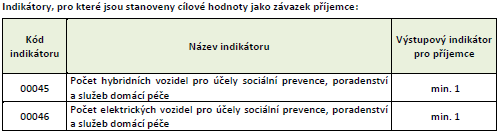 Indikátory, pro které jsou stanoveny cílové hodnoty jako závazek příjemce:
Kód indikátoru
Název indikátoru
Výstupový indikátor pro příjemce
00045
Počet hybridních vozidel pro účely sociální prevence, poradenství
a služeb domácí péče
min. 1
00046
Počet elektrických vozidel pro účely sociální prevence, poradenství
a služeb domácí péče
min. 1